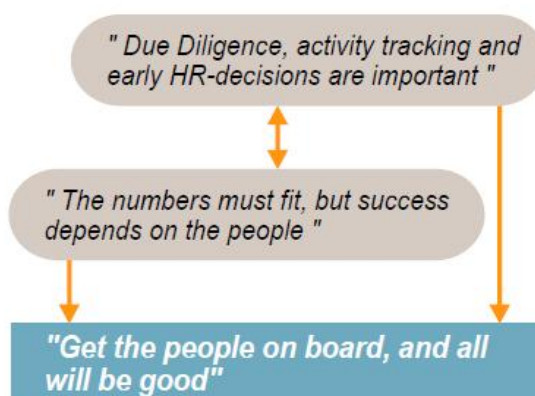 " Due Diligence, activity tracking and
early HR-decisions are important "
" The numbers must fit, but success
depends on the people "
"Get the people on board, and all
will be good"